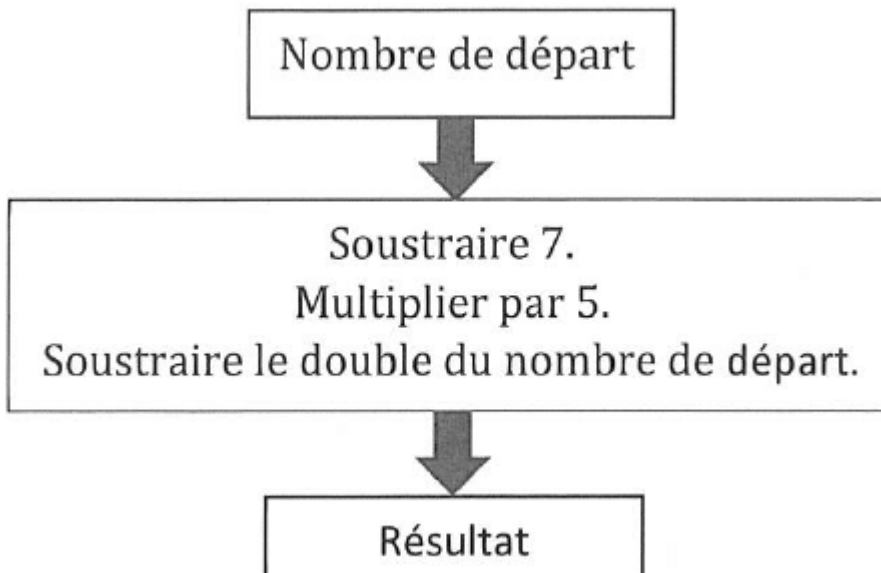 Nombre de départ
Soustraire 7.
Multiplier par 5.
Soustraire le double du nombre de départ.
Résultat